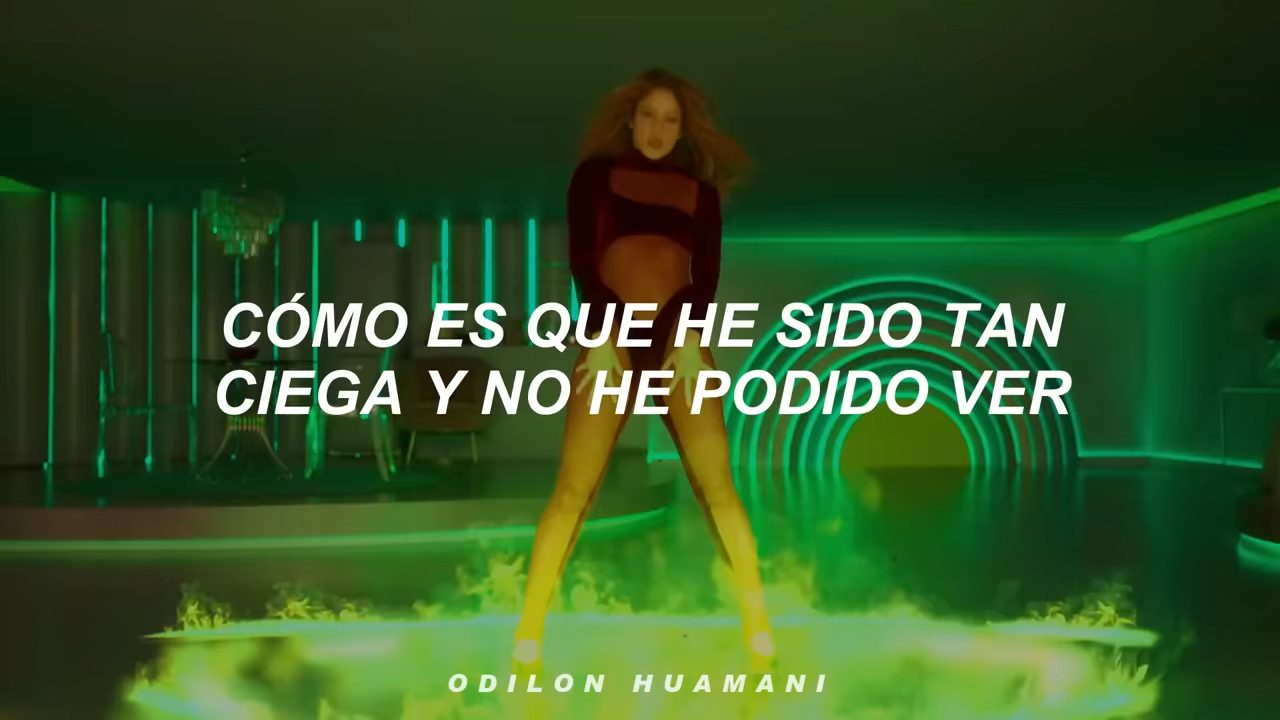 CÓMO ES QUE HE SIDO TAN
CIEGA Y NO HE PODIDO VER
ODILON HUAMANI